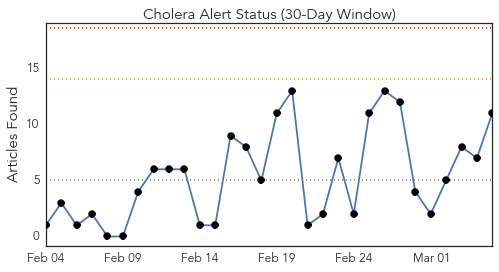 Cholera Alert Status (30-Day Window)
Articles Found
15
10
5
0
Feb 04 Feb 09 Feb 14 Feb 19 Feb 24 Mar 01